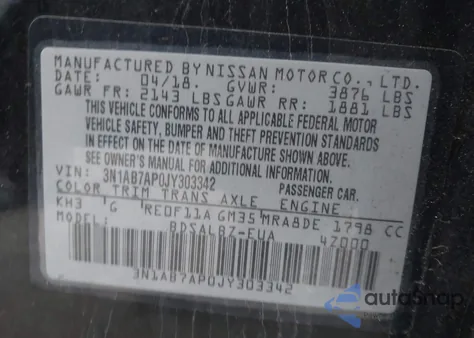 MANUFACTURED BY NISSAN MOTOR CO., LTD.
DATE: 04/18. GVWR: 3876 LBS
GAWR FR: 2143 LBS GAWR RR: 1881 LBS
THIS VEHICLE CONFORMS TO ALL APPLICABLE FEDERAL MOTOR
VEHICLE SAFETY, BUMPER AND THEFT PREVENTION STANDARDS
IN EFFECT ON THE DATE OF MANUFACTURE SHOWN ABOVE.
SEE OWNER'S MANUAL FOR ADDITIONAL INFORMATION.
VIN: 3N1AB7AP0JY303342 PASSENGER CAR.
COLOR TRIM TRANS AXLE ENGINE
KH3 G RE0F11A GM35 MRA8DE 1798 CC
MODEL: BDSALBZ-EUA 42000
3N1AB7AP0JY303342
autoSnap